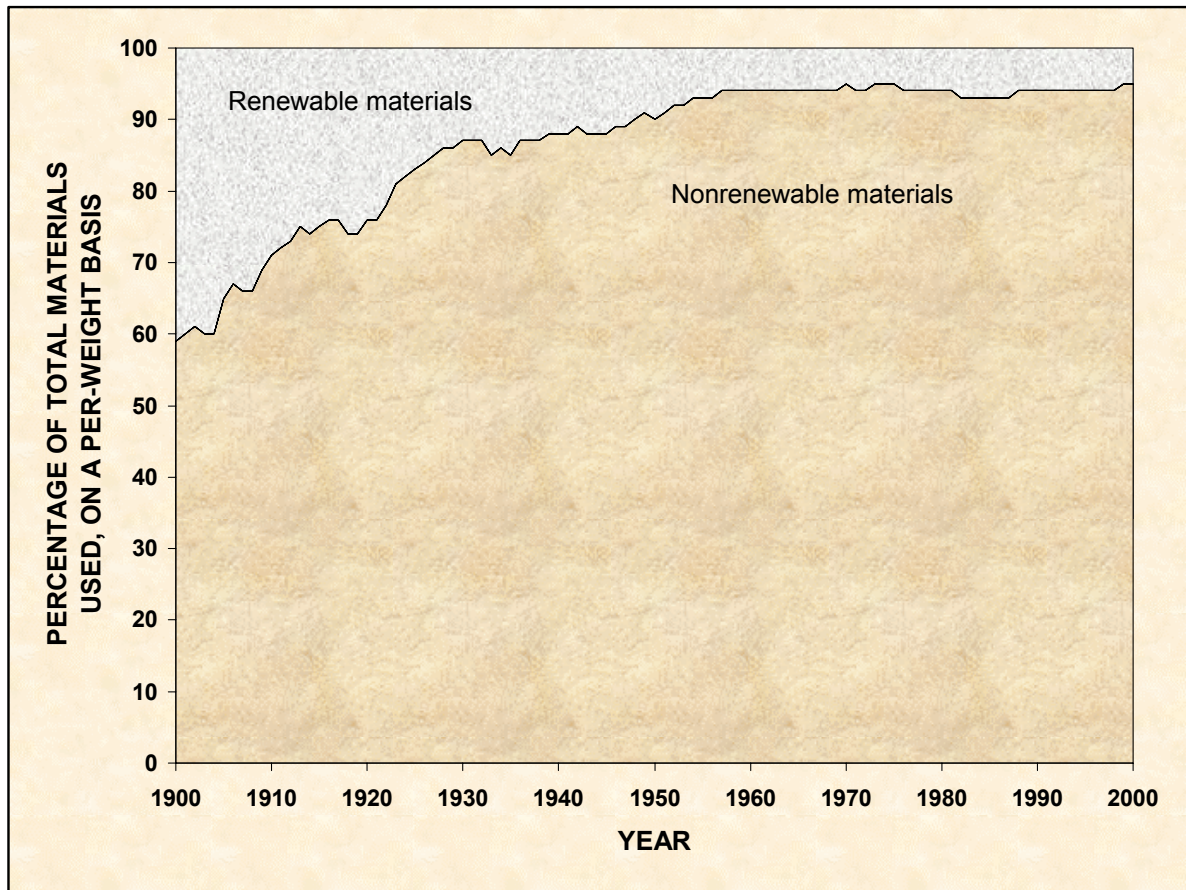 PERCENTAGE OF TOTAL MATERIALS
USED, ON A PER-WEIGHT BASIS
100
90
80
70
60
50
40
30
20
10
0
Renewable materials
Nonrenewable materials
1900 1910 1920 1930 1940 1950 1960 1970 1980 1990 2000
YEAR